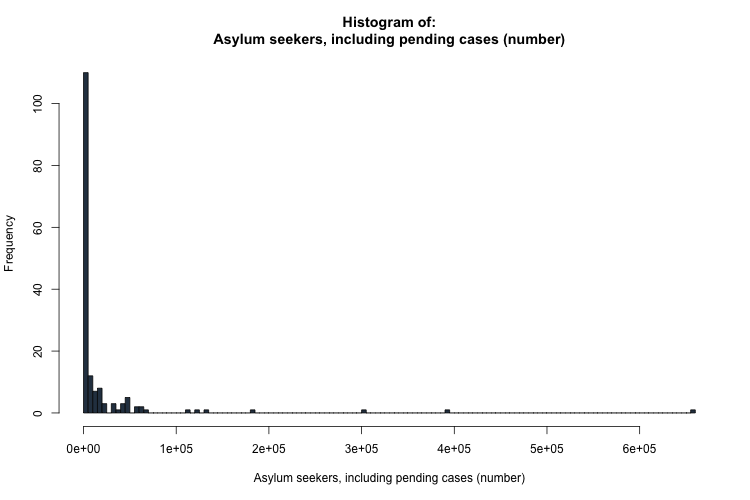 Histogram of:
Asylum seekers, including pending cases (number)
Frequency
100
80
60
40
20
0
0e+00 1e+05 2e+05 3e+05 4e+05 5e+05 6e+05
Asylum seekers, including pending cases (number)